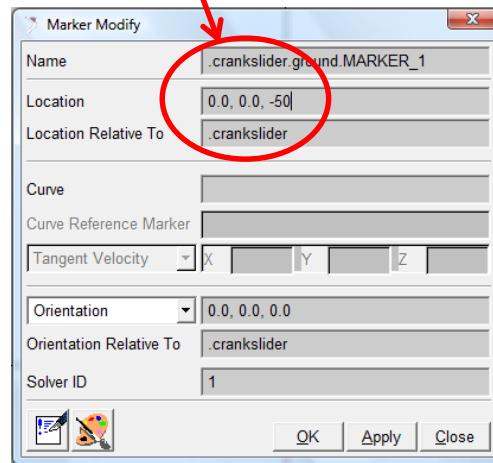 Marker Modify
Name .crankslider.ground.MARKER_1
Location 0.0, 0.0, -50
Location Relative To .crankslider
Curve
Curve Reference Marker
Tangent Velocity X Y Z
Orientation 0.0, 0.0, 0.0
Orientation Relative To .crankslider
Solver ID 1
OK Apply Close